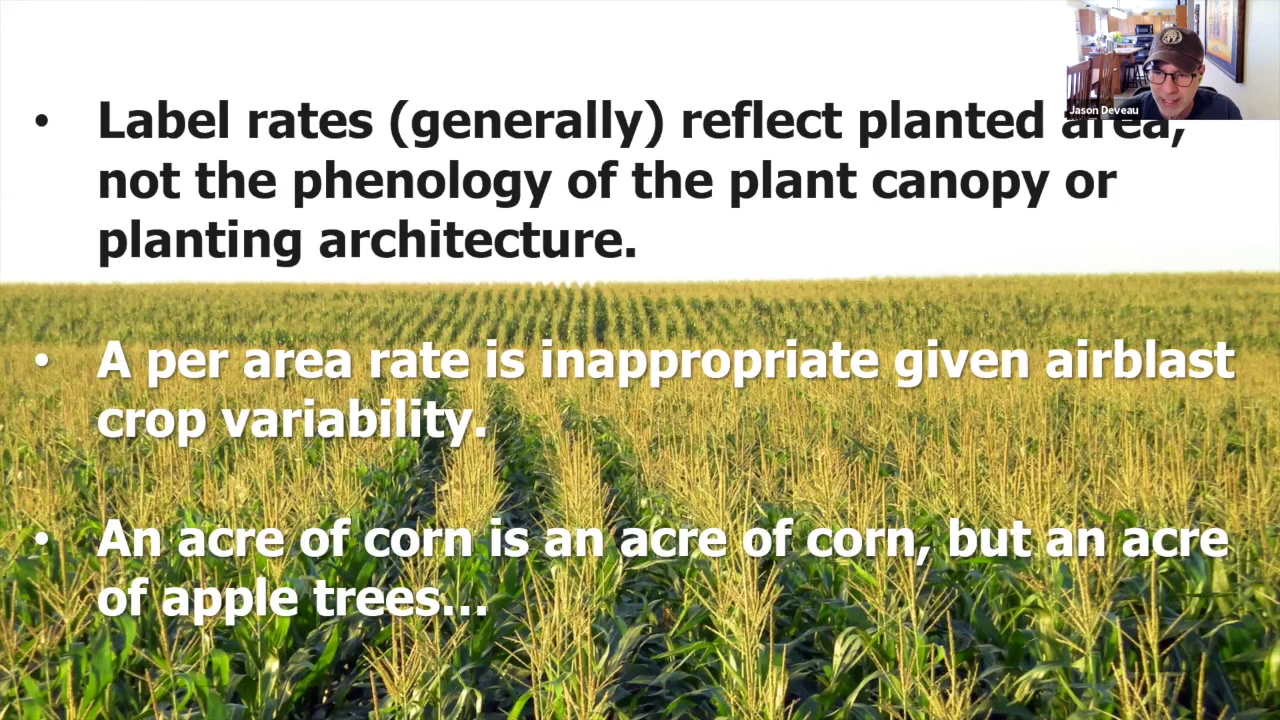 Jason Deveau
• Label rates (generally) reflect planted area,
not the phenology of the plant canopy or
planting architecture.
• A per area rate is inappropriate given airblast
crop variability.
• An acre of corn is an acre of corn, but an acre
of apple trees...